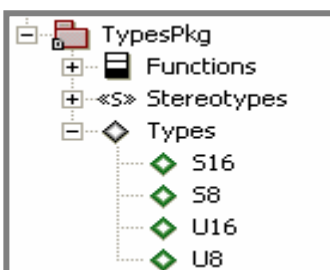 TypesPkg
Functions
«S» Stereotypes
Types
S16
S8
U16
U8